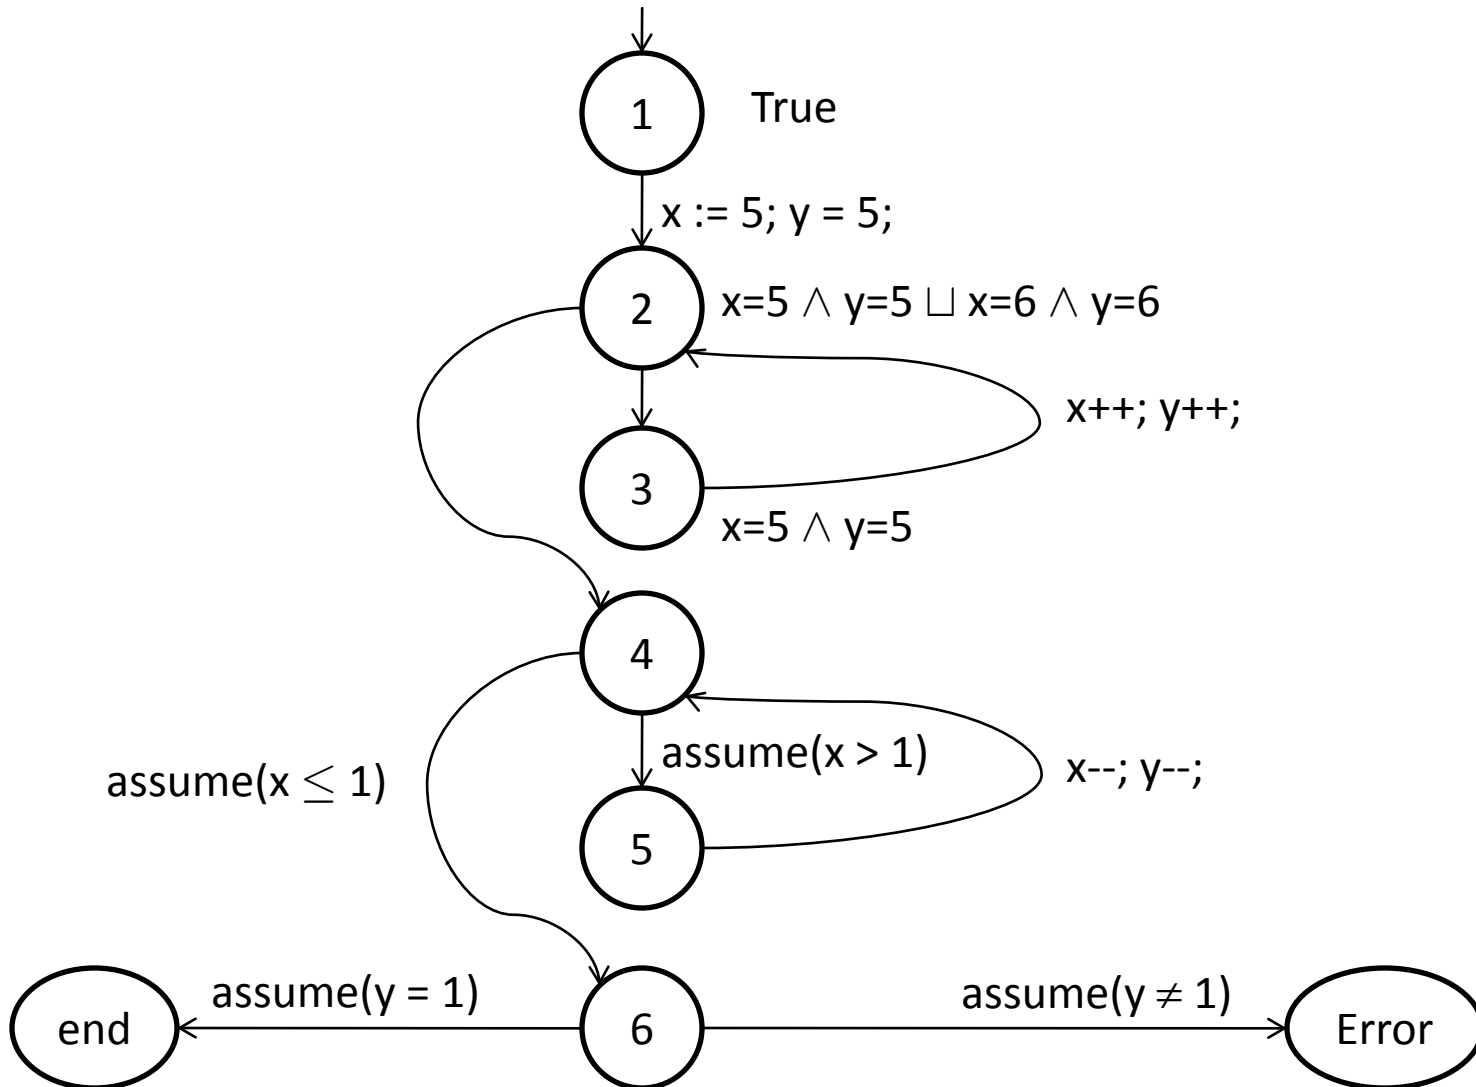 1 True
x := 5; y = 5;
2 x=5 ∧ y=5 ⊔ x=6 ∧ y=6
x++; y++;
3
x=5 ∧ y=5
4
assume(x > 1)
assume(x ≤ 1)
x--; y--;
5
assume(y = 1)
assume(y ≠ 1)
end
6
Error